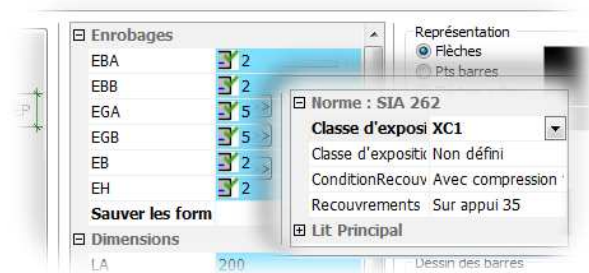 Enrobages
EBA 2
EBB 2
EGA 5
EGB 5
EB 2
EH 2
Sauver les form
Dimensions
LA 200
Représentation
Flèches
Pts barres
Norme : SIA 262
Classe d'exposi XC1
Classe d'expositic Non défini
ConditionRecouv Avec compression
Recouvrements Sur appui 35
Lit Principal
Dessin des barres